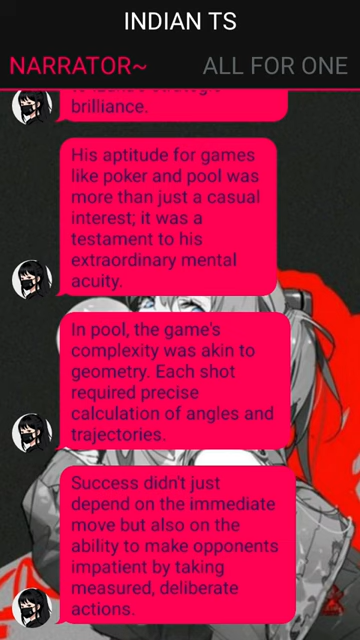 INDIAN TS
NARRATOR~ ALL FOR ONE
brilliance.
His aptitude for games
like poker and pool was
more than just a casual
interest; it was a
testament to his
extraordinary mental
acuity.
In pool, the game's
complexity was akin to
geometry. Each shot
required precise
calculation of angles and
trajectories.
Success didn't just
depend on the immediate
move but also on the
ability to make opponents
impatient by taking
measured, deliberate
actions.